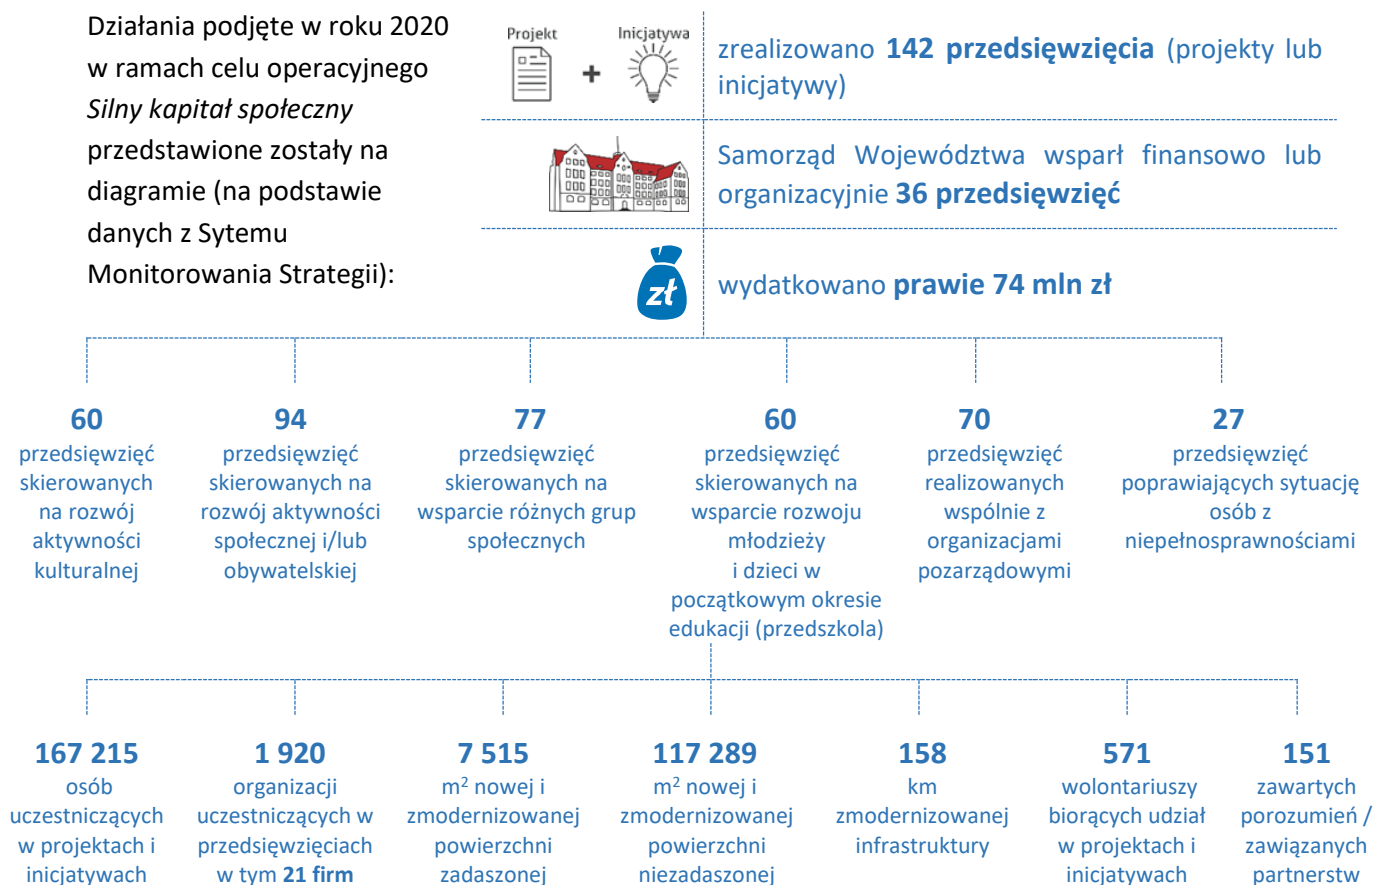 Działania podjęte w roku 2020
w ramach celu operacyjnego
Silny kapitał społeczny
przedstawione zostały na
diagramie (na podstawie
danych z Sytemu
Monitorowania Strategii):
Projekt
+
Inicjatywa
zrealizowano 142 przedsięwzięcia (projekty lub
inicjatywy)
Samorząd Województwa wsparł finansowo lub
organizacyjnie 36 przedsięwzięć
zł
wydatkowano prawie 74 mln zł
60
przedsięwzięć
skierowanych
na rozwój
aktywności
kulturalnej
94
przedsięwzięć
skierowanych na
rozwój aktywności
społecznej i/lub
obywatelskiej
77
przedsięwzięć
skierowanych na
wsparcie różnych grup
społecznych
60
przedsięwzięć
skierowanych na
wsparcie rozwoju
młodzieży
i dzieci w
początkowym okresie
edukacji (przedszkola)
70
przedsięwzięć
realizowanych
wspólnie z
organizacjami
pozarządowymi
27
przedsięwzięć
poprawiających sytuację
osób z
niepełnosprawnościami
167 215
osób
uczestniczących
w projektach i
inicjatywach
1 920
organizacji
uczestniczących w
przedsięwzięciach
w tym 21 firm
7 515
m² nowej i
zmodernizowanej
powierzchni
zadaszonej
117 289
m² nowej i
zmodernizowanej
powierzchni
niezadaszonej
158
km
zmodernizowanej
infrastruktury
571
wolontariuszy
biorących udział
w projektach i
inicjatywach
151
zawartych
porozumień /
zawiązanych
partnerstw